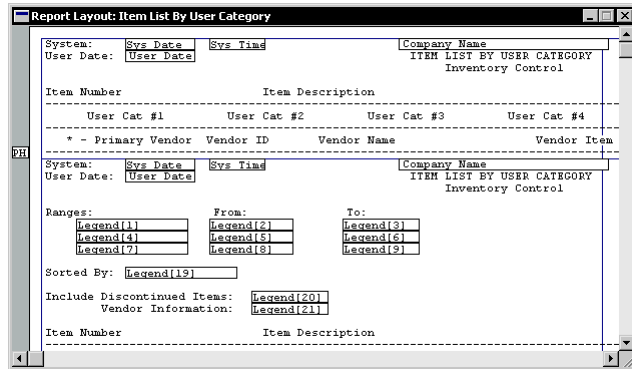 Report Layout: Item List By User Category
System: Sys Date Sys Time Company Name
User Date: User Date ITEM LIST BY USER CATEGORY
Inventory Control
Item Number Item Description
User Cat #1 User Cat #2 User Cat #3 User Cat #4
* - Primary Vendor Vendor ID Vendor Name Vendor Item
PH
System: Sys Date Sys Time Company Name
User Date: User Date ITEM LIST BY USER CATEGORY
Inventory Control
Ranges: From: To:
Legend[1] Legend[2] Legend[3]
Legend[4] Legend[5] Legend[6]
Legend[7] Legend[8] Legend[9]
Sorted By: Legend[19]
Include Discontinued Items: Legend[20]
Vendor Information: Legend[21]
Item Number Item Description